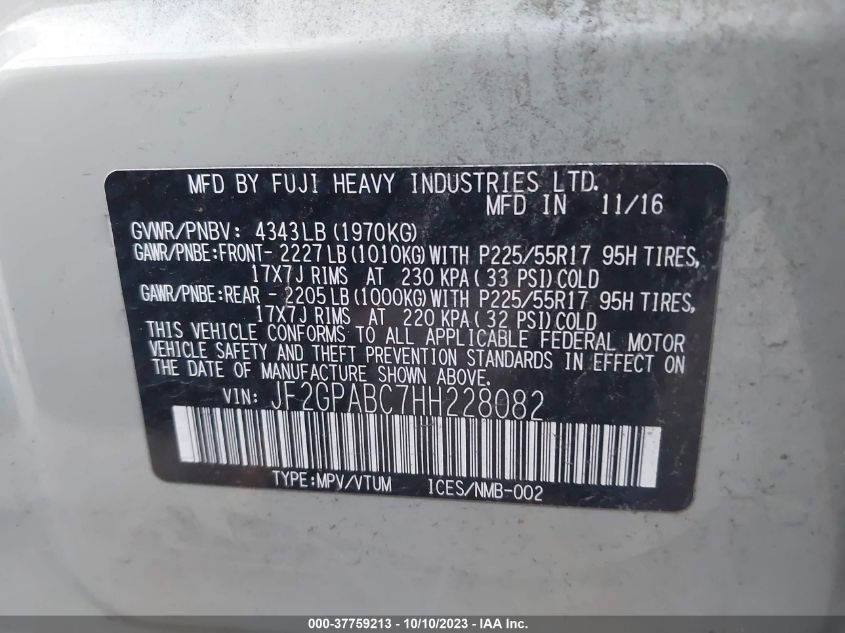 MFD BY FUJI HEAVY INDUSTRIES LTD.
MFD IN 11/16
GVWR/PNBV: 4343LB (1970KG)
GAWR/PNBE:FRONT- 2227LB (1010KG) WITH P225/55R17 95H TIRES,
17X7J RIMS AT 230 KPA (33 PSI) COLD
GAWR/PNBE:REAR - 2205LB (1000KG) WITH P225/55R17 95H TIRES,
17X7J RIMS AT 220 KPA (32 PSI) COLD
THIS VEHICLE CONFORMS TO ALL APPLICABLE FEDERAL MOTOR
VEHICLE SAFETY AND THEFT PREVENTION STANDARDS IN EFFECT ON
THE DATE OF MANUFACTURE SHOWN ABOVE.
VIN: JF2GPABC7HH228082
TYPE:MPV/VTUM ICES/NMB-002
000-37759213 - 10/10/2023 - IAA Inc.